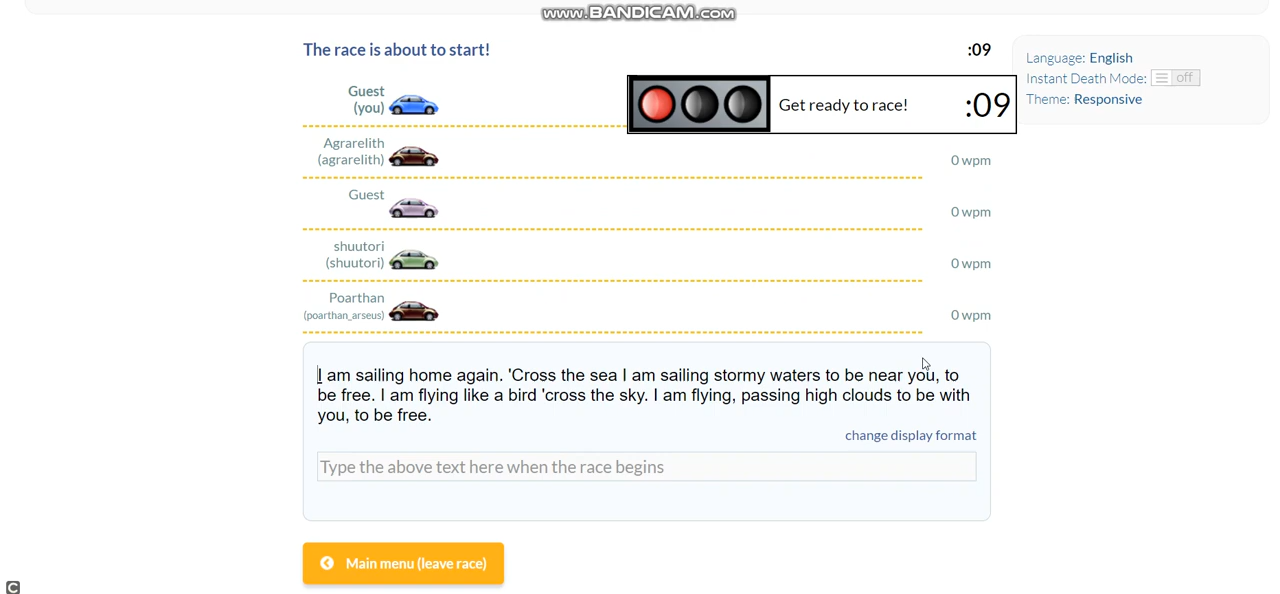 www.BANDICAM.com
The race is about to start!
:09
Language: English
Instant Death Mode: off
Theme: Responsive
Guest
(you)
Get ready to race!
:09
Agrarelith
(agrarelith)
0 wpm
Guest
0 wpm
shuutori
(shuutori)
0 wpm
Poarthan
(poarthan_arseus)
0 wpm
I am sailing home again. 'Cross the sea I am sailing stormy waters to be near you, to
be free. I am flying like a bird 'cross the sky. I am flying, passing high clouds to be with
you, to be free.
change display format
Type the above text here when the race begins
Main menu (leave race)
C